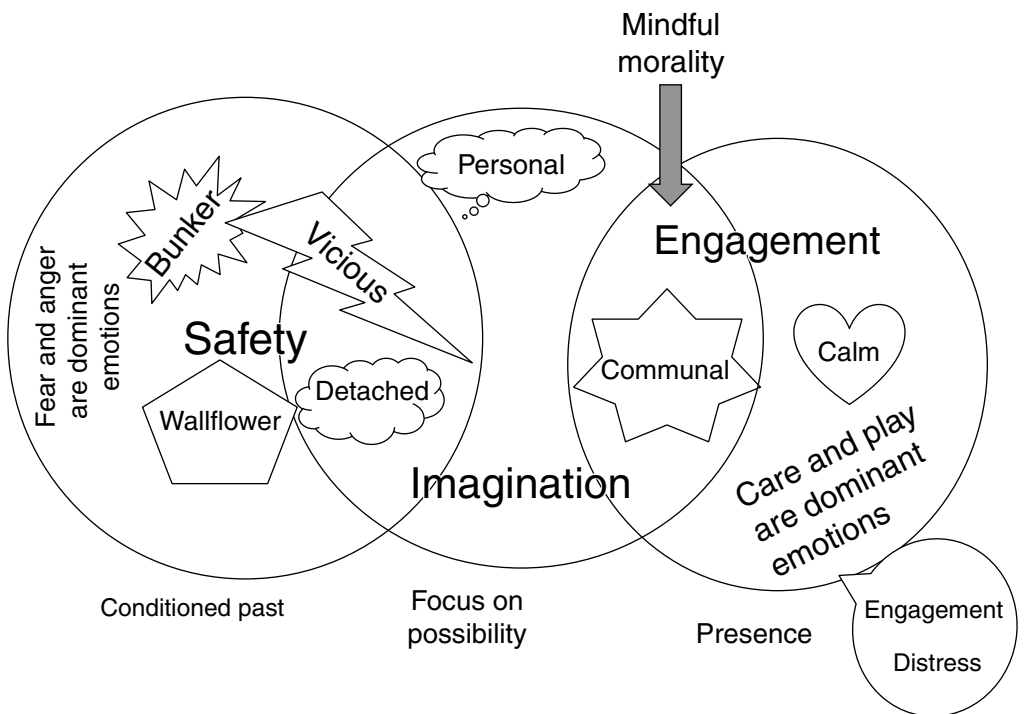 Mindful
morality
Personal
Bunker
Vicious
Engagement
Fear and anger
are dominant
emotions
Safety
Communal
Calm
Detached
Wallflower
Imagination
Care and play
are dominant
emotions
Conditioned past
Focus on
possibility
Presence
Engagement
Distress